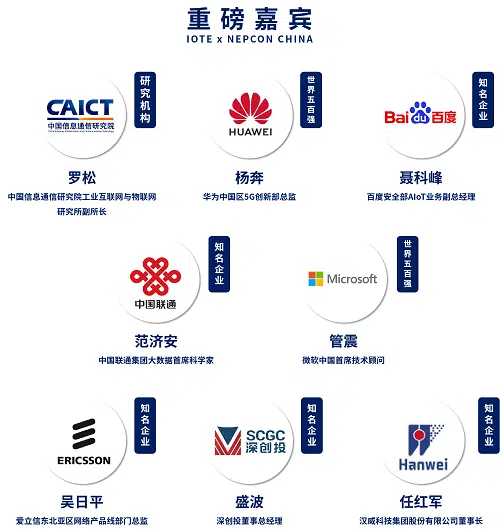 重磅嘉宾
IOTE x NEPCON CHINA
CAICT
中国信息通信研究院
研究机构
罗松
中国信息通信研究院工业互联网与物联网
研究所副所长
HUAWEI
世界五百强
杨奔
华为中国区5G创新部总监
Bai du 百度
知名企业
聂科峰
百度安全部AIoT业务副总经理
中国联通
知名企业
范济安
中国联通集团大数据首席科学家
Microsoft
世界五百强
管震
微软中国首席技术顾问
ERICSSON
知名企业
吴日平
爱立信东北亚区网络产品线部门总监
SCGC
深创投
知名企业
盛波
深创投董事总经理
Hanwei
知名企业
任红军
汉威科技集团股份有限公司董事长